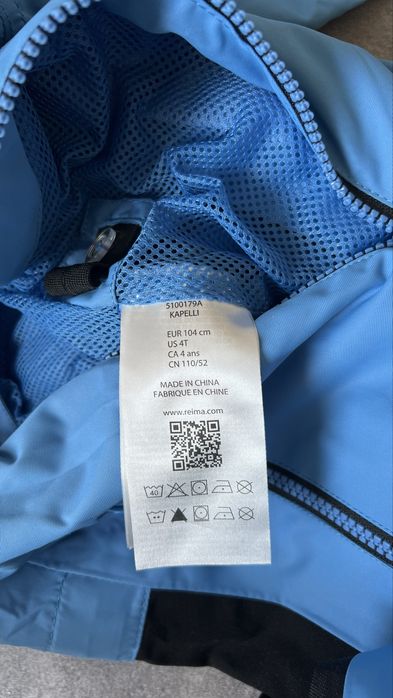 5100179A
KAPELLI
EUR 104 cm
US 4T
CA 4 ans
CN 110/52
MADE IN CHINA
FABRIQUE EN CHINE
www.reima.com
40